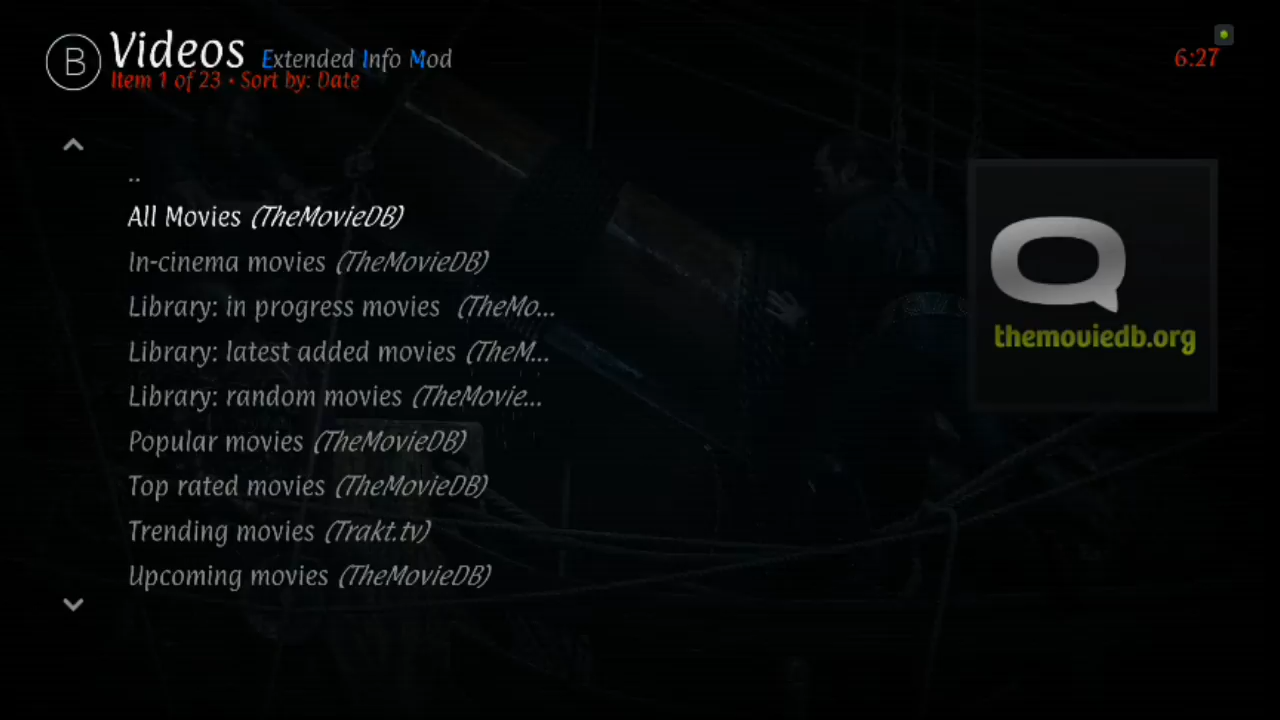 B Videos Extended Info Mod
Item 1 of 23 • Sort by: Date
6:27
..
All Movies (TheMovieDB)
In-cinema movies (TheMovieDB)
Library: in progress movies (TheMo...
Library: latest added movies (TheM...
Library: random movies (TheMovie...
Popular movies (TheMovieDB)
Top rated movies (TheMovieDB)
Trending movies (Trakt.tv)
Upcoming movies (TheMovieDB)
themoviedb.org